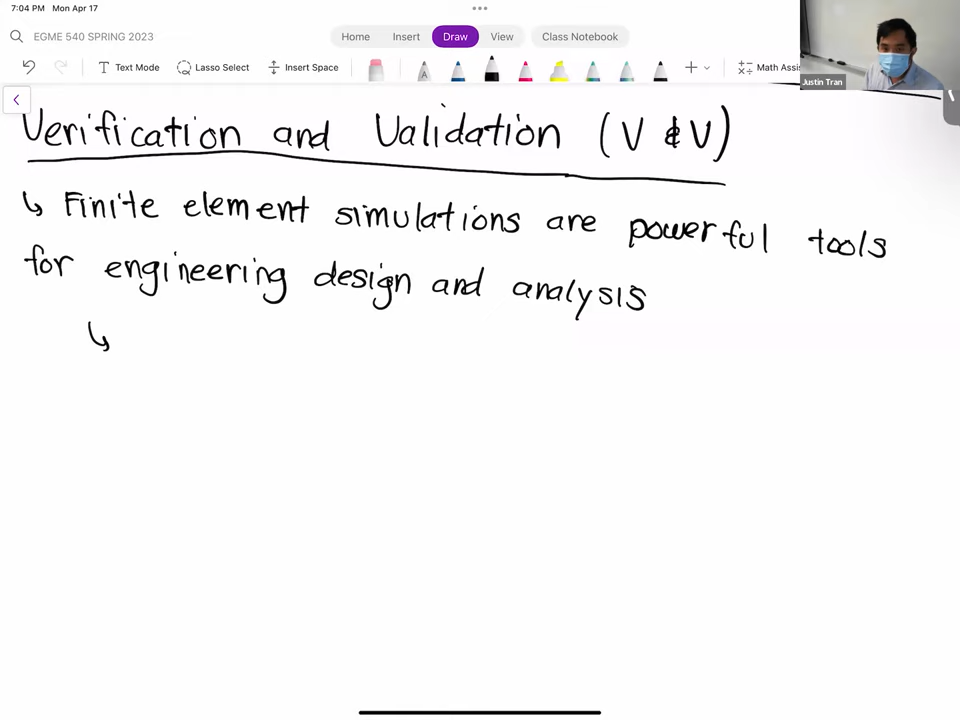 7:04 PM Mon Apr 17
EGME 540 SPRING 2023
Home Insert Draw View Class Notebook
T Text Mode Lasso Select Insert Space A Math Assis
Justin Tran
Verification and Validation (V & V)
↳ Finite element simulations are powerful tools
for engineering design and analysis
↳